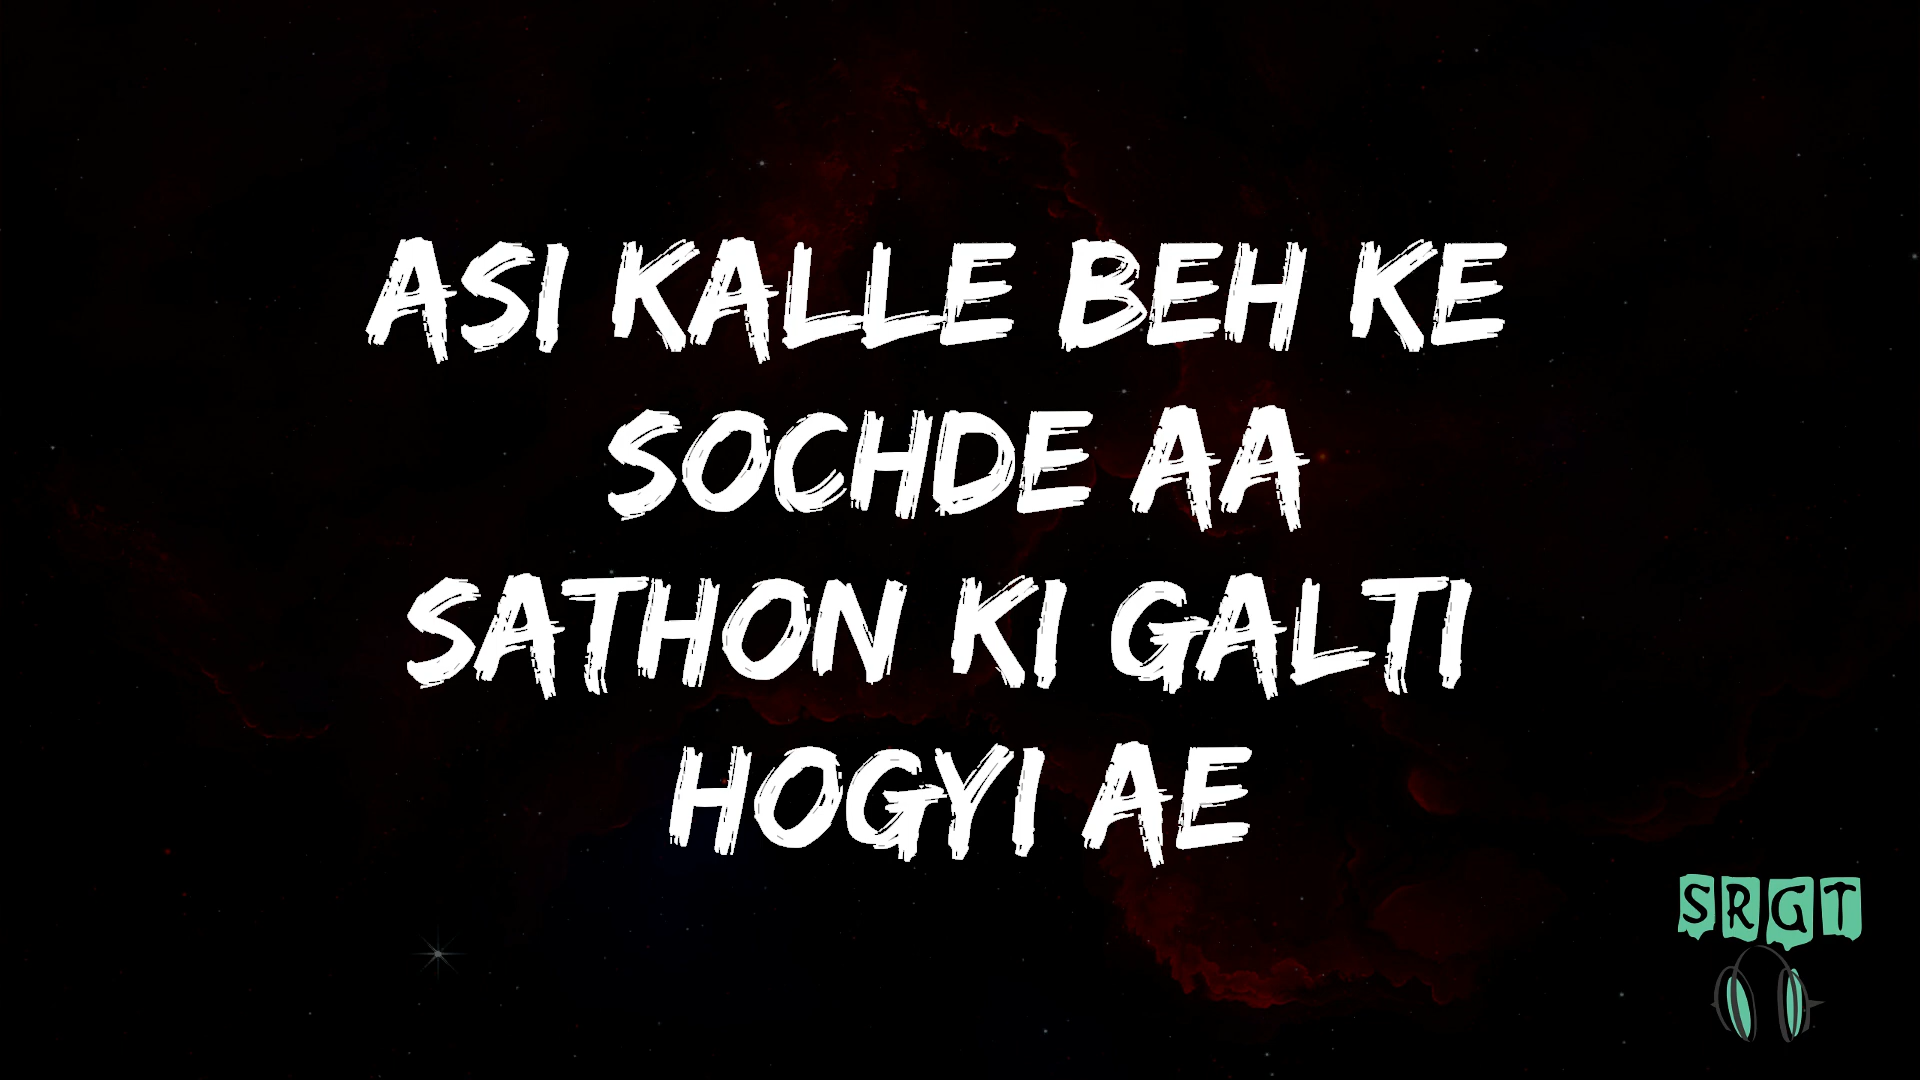 ASI KALLE BEH KE
SOCHDE AA
SATHON KI GALTI
HOGYI AE
SRGT